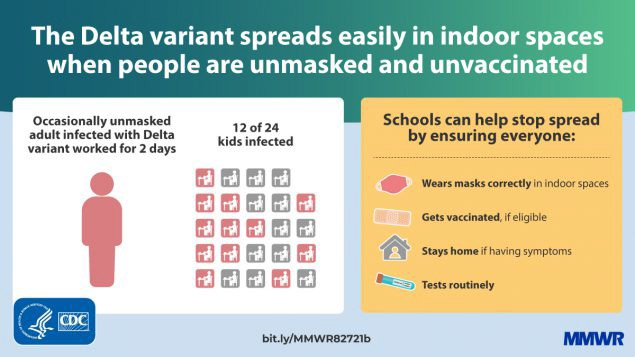 The Delta variant spreads easily in indoor spaces
when people are unmasked and unvaccinated
Occasionally unmasked
adult infected with Delta
variant worked for 2 days
12 of 24
kids infected
Schools can help stop spread
by ensuring everyone:
Wears masks correctly in indoor spaces
Gets vaccinated, if eligible
Stays home if having symptoms
Tests routinely
CDC
bit.ly/MMWR82721b
MMWR